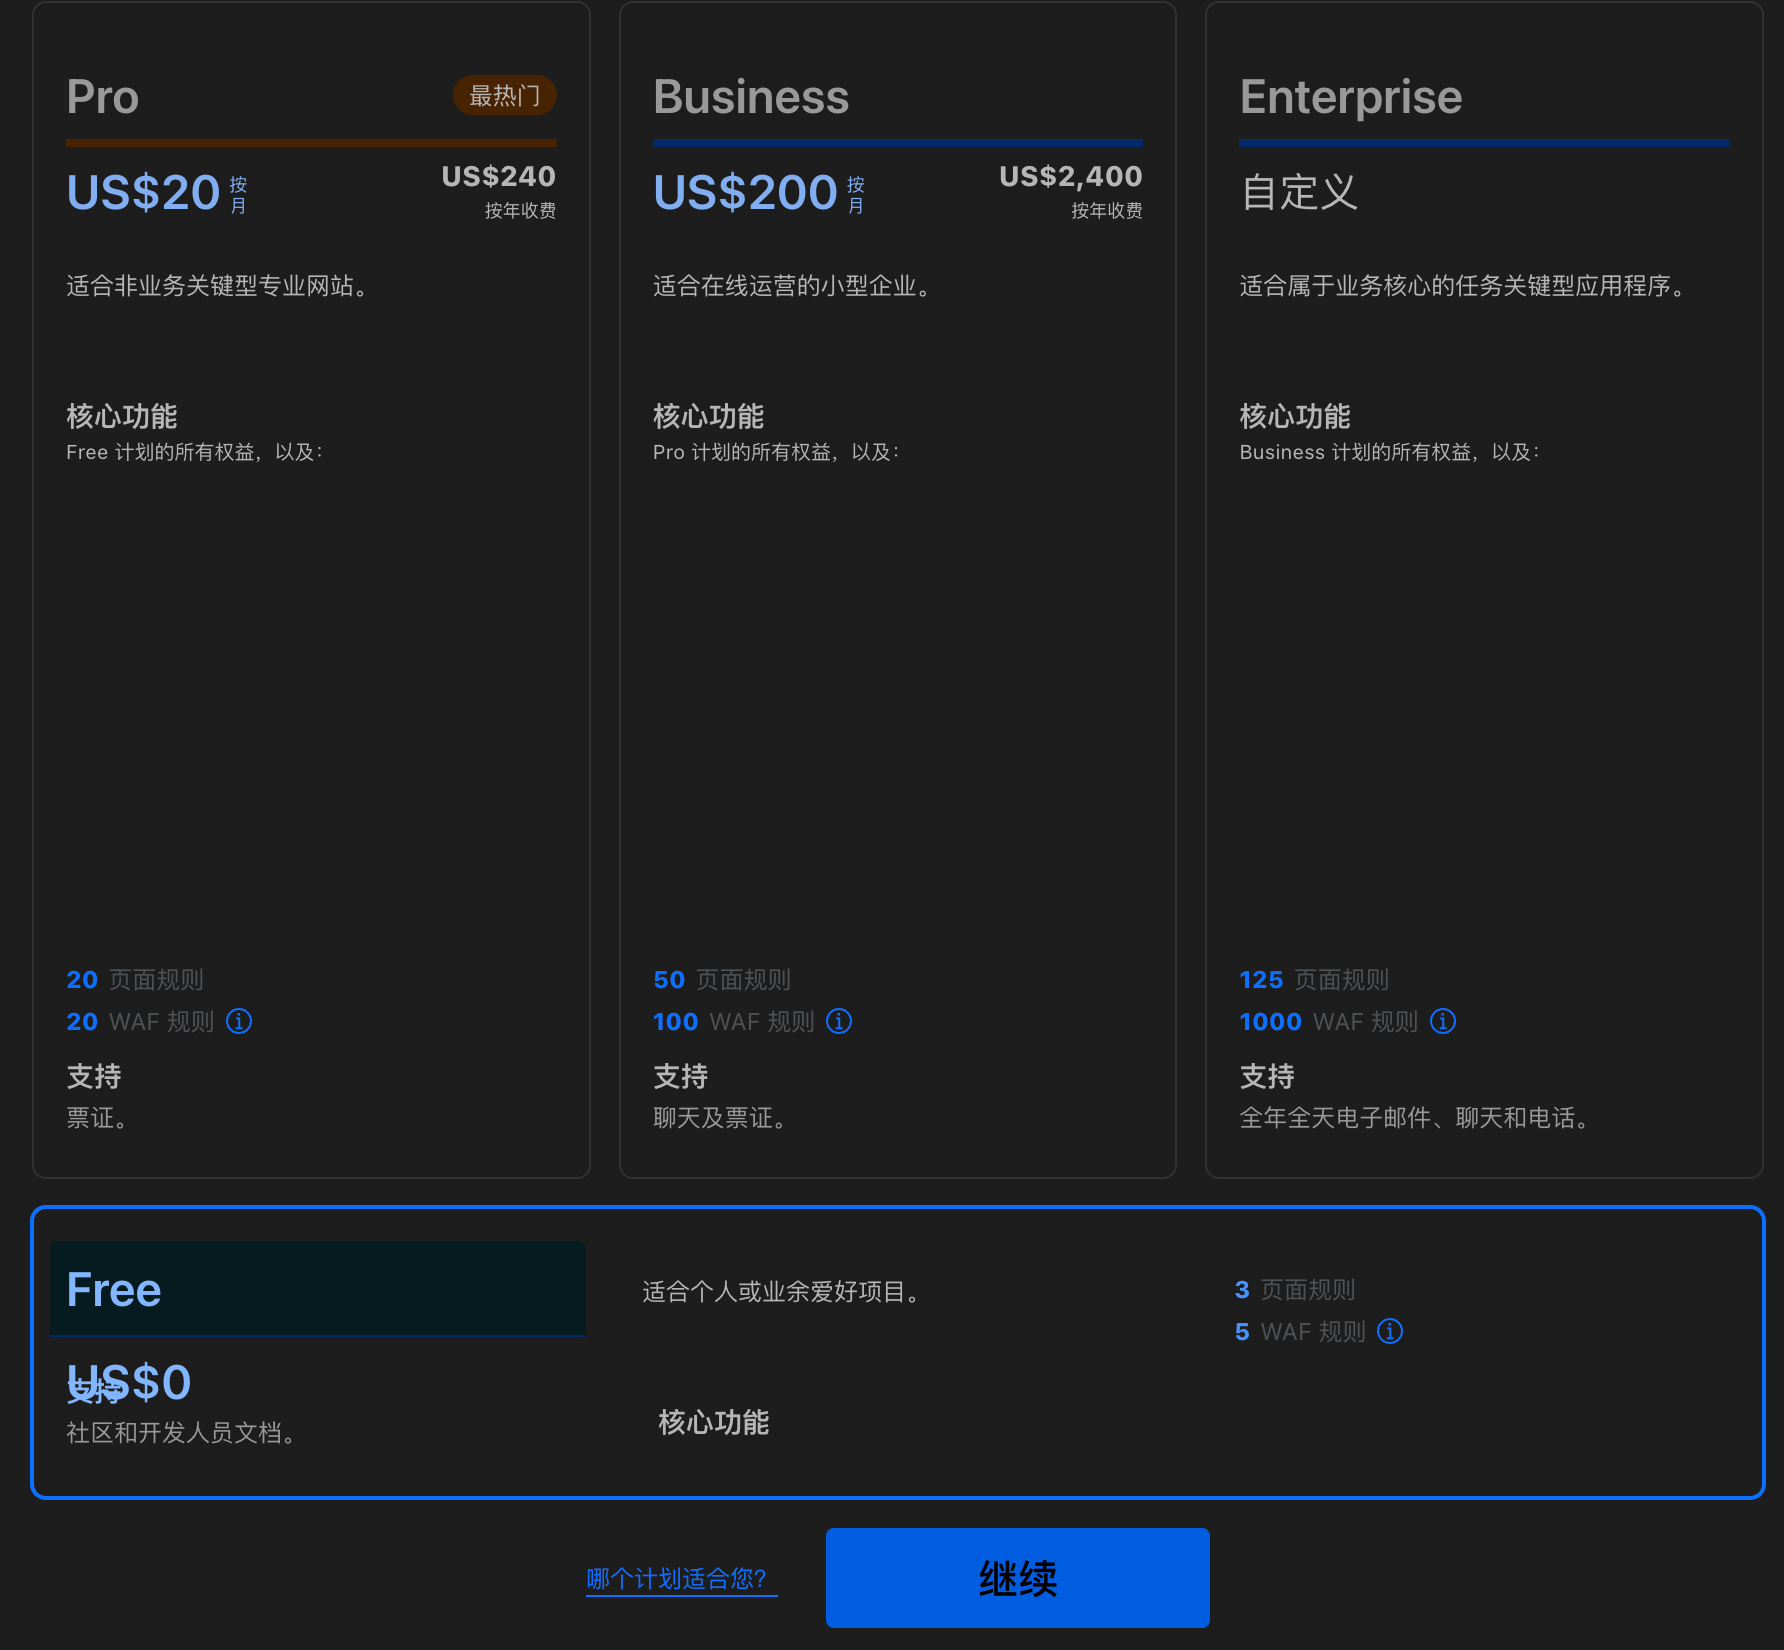 Pro
最热门
US$20 按月
US$240
按年收费
适合非业务关键型专业网站。
核心功能
Free 计划的所有权益，以及：
20 页面规则
20 WAF 规则
支持
票证。
Business
US$200 按月
US$2,400
按年收费
适合在线运营的小型企业。
核心功能
Pro 计划的所有权益，以及：
50 页面规则
100 WAF 规则
支持
聊天及票证。
Enterprise
自定义
适合属于业务核心的任务关键型应用程序。
核心功能
Business 计划的所有权益，以及：
125 页面规则
1000 WAF 规则
支持
全年全天电子邮件、聊天和电话。
Free
US$0
支持
社区和开发人员文档。
适合个人或业余爱好项目。
核心功能
3 页面规则
5 WAF 规则
哪个计划适合您？
继续